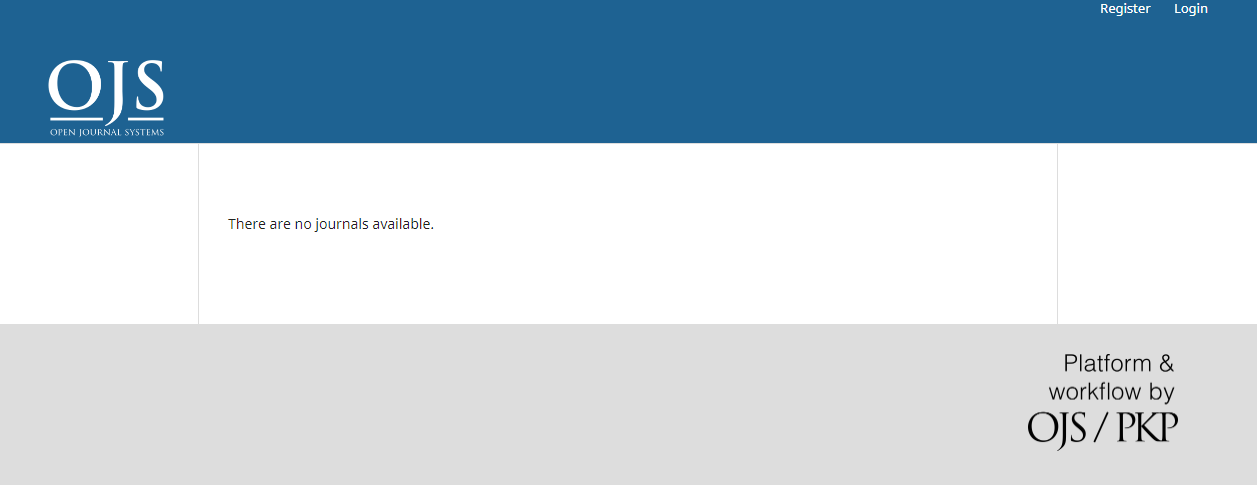 Register Login
OJS
OPEN JOURNAL SYSTEMS
There are no journals available.
Platform &
workflow by
OJS / PKP